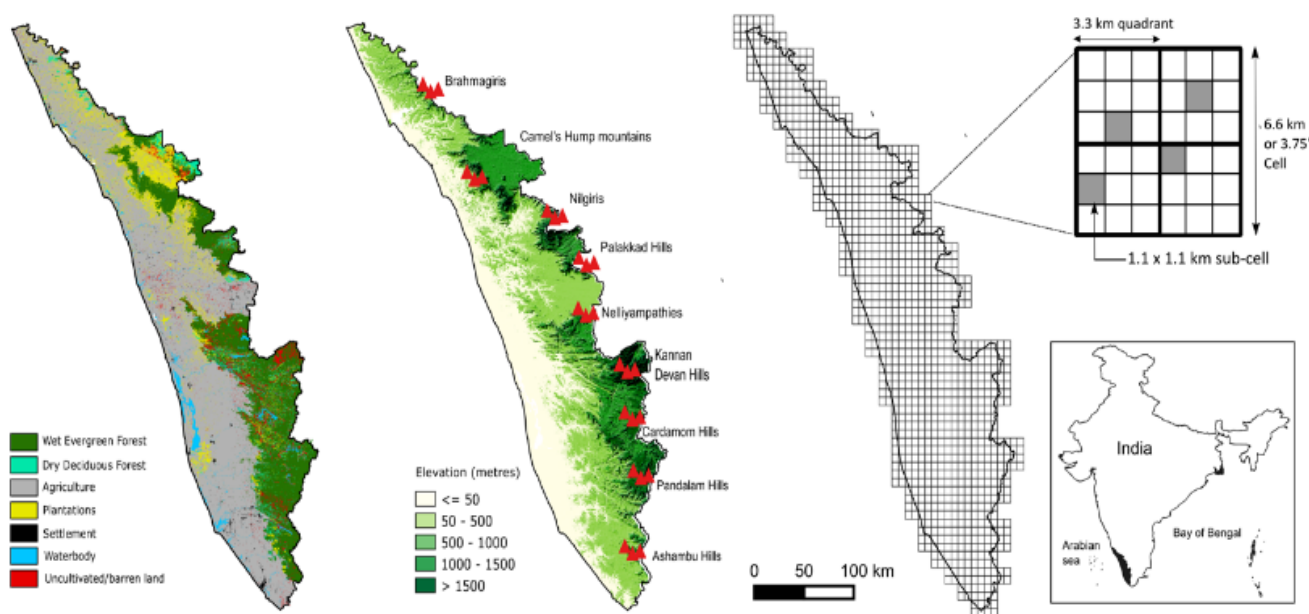 Wet Evergreen Forest
Dry Deciduous Forest
Agriculture
Plantations
Settlement
Waterbody
Uncultivated/barren land
Brahmagiris
Camel's Hump mountains
Nilgiris
Palakkad Hills
Nelliyampathies
Kannan
Devan Hills
Cardamom Hills
Pandalam Hills
Ashambu Hills
Elevation (metres)
<= 50
50 - 500
500 - 1000
1000 - 1500
> 1500
0 50 100 km
3.3 km quadrant
6.6 km
or 3.75'
Cell
1.1 x 1.1 km sub-cell
India
Arabian
sea
Bay of Bengal